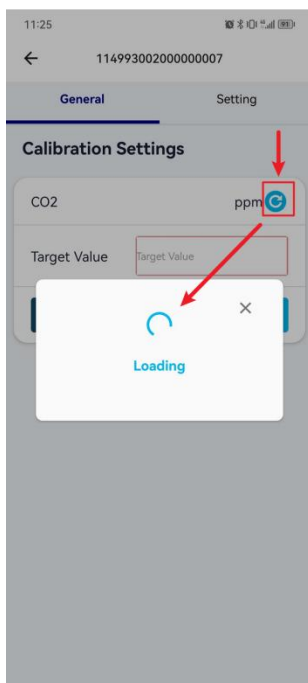 11:25
114993002000000007
General
Setting
Calibration Settings
CO2
ppm
Target Value
Target Value
Loading